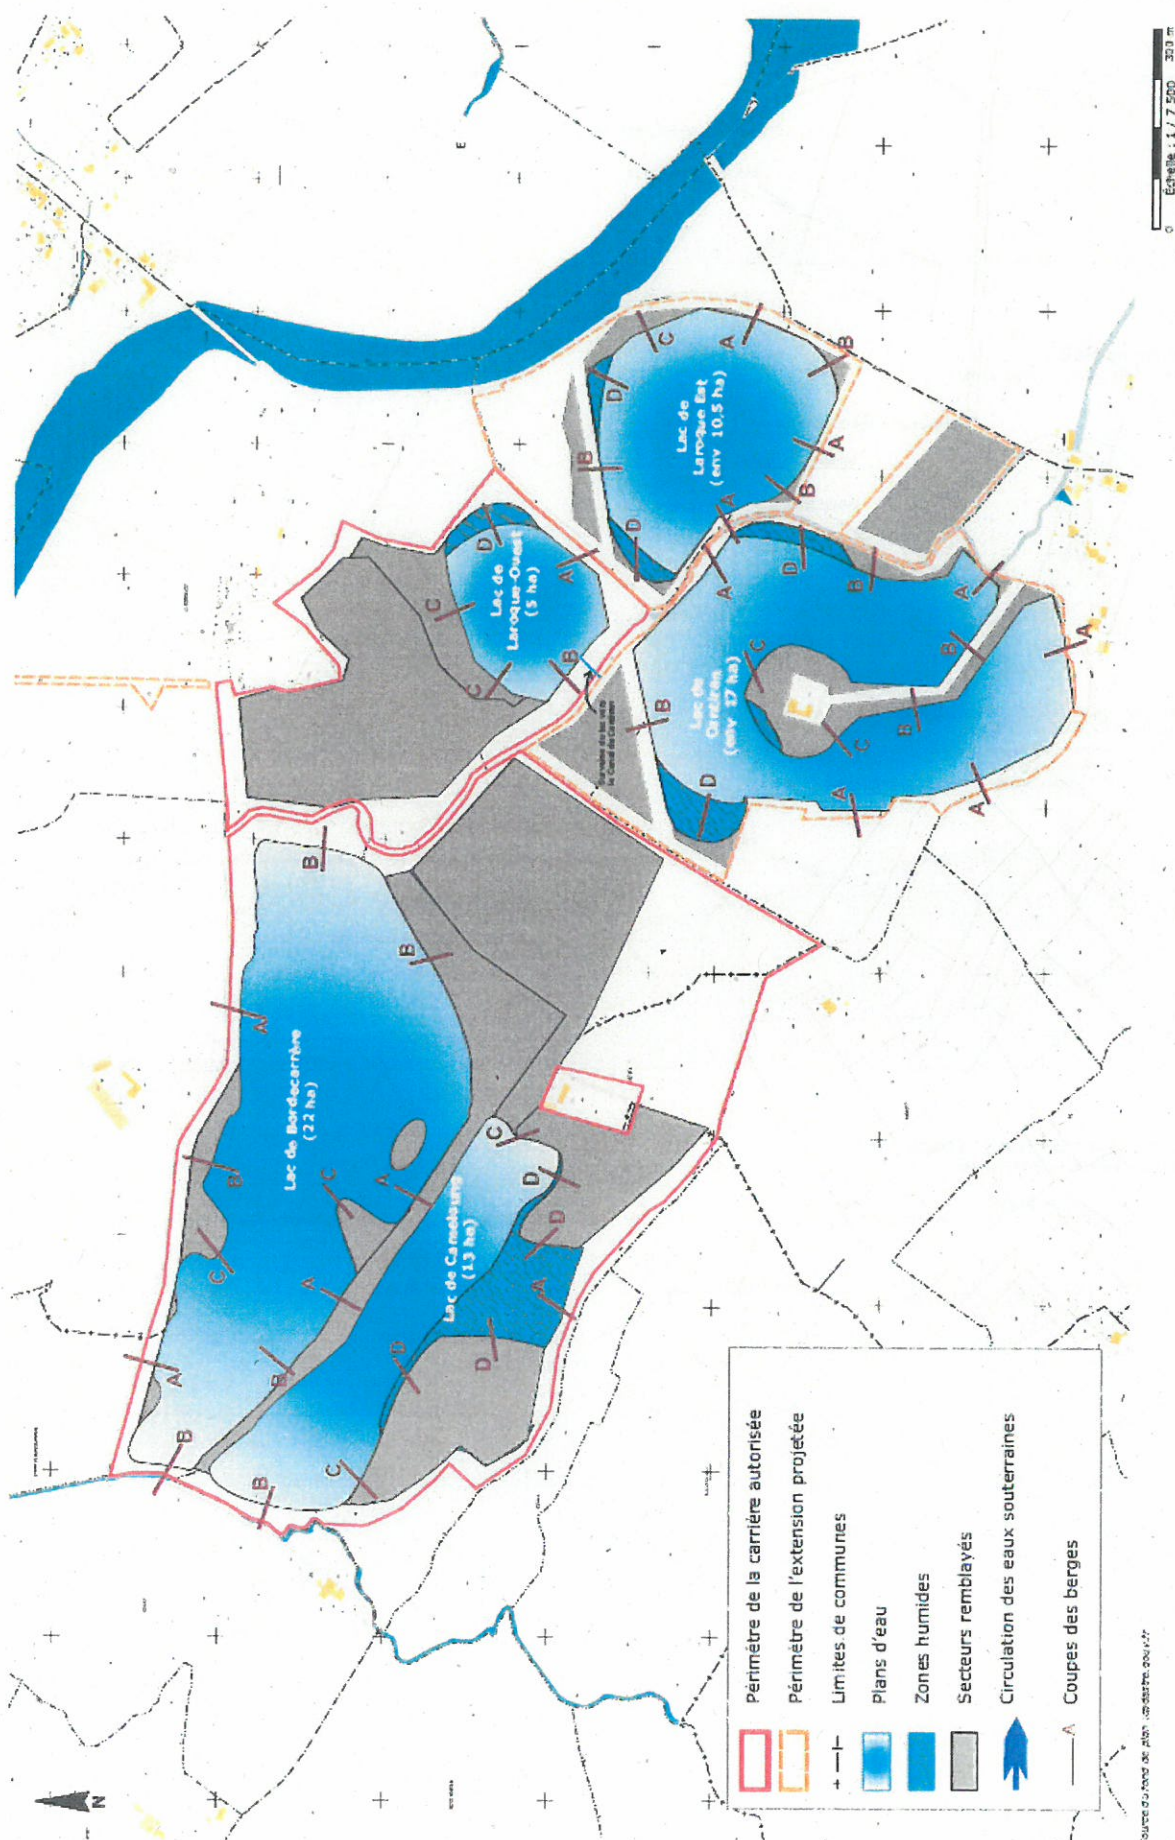 Lac de Bordecarrère
(22 ha)
Lac de Cameloung
(13 ha)
Lac de
Laroque-Ouest
(5 ha)
Lac de
Laroque Est
(env 10,5 ha)
Lac de
(env 17 ha)
A
B
B
A
C
B
A
B
B
A
C
A
B
C
D
D
A
D
D
C
C
C
B
A
D
D
B
D
C
A
B
A
B
A
A
D
B
A
B
A
B
C
C
A
A
B
D
E
N
Périmètre de la carrière autorisée
Périmètre de l'extension projetée
Limites de communes
Plans d'eau
Zones humides
Secteurs remblayés
Circulation des eaux souterraines
A
Coupes des berges
0
300 m
Échelle : 1 / 7 500